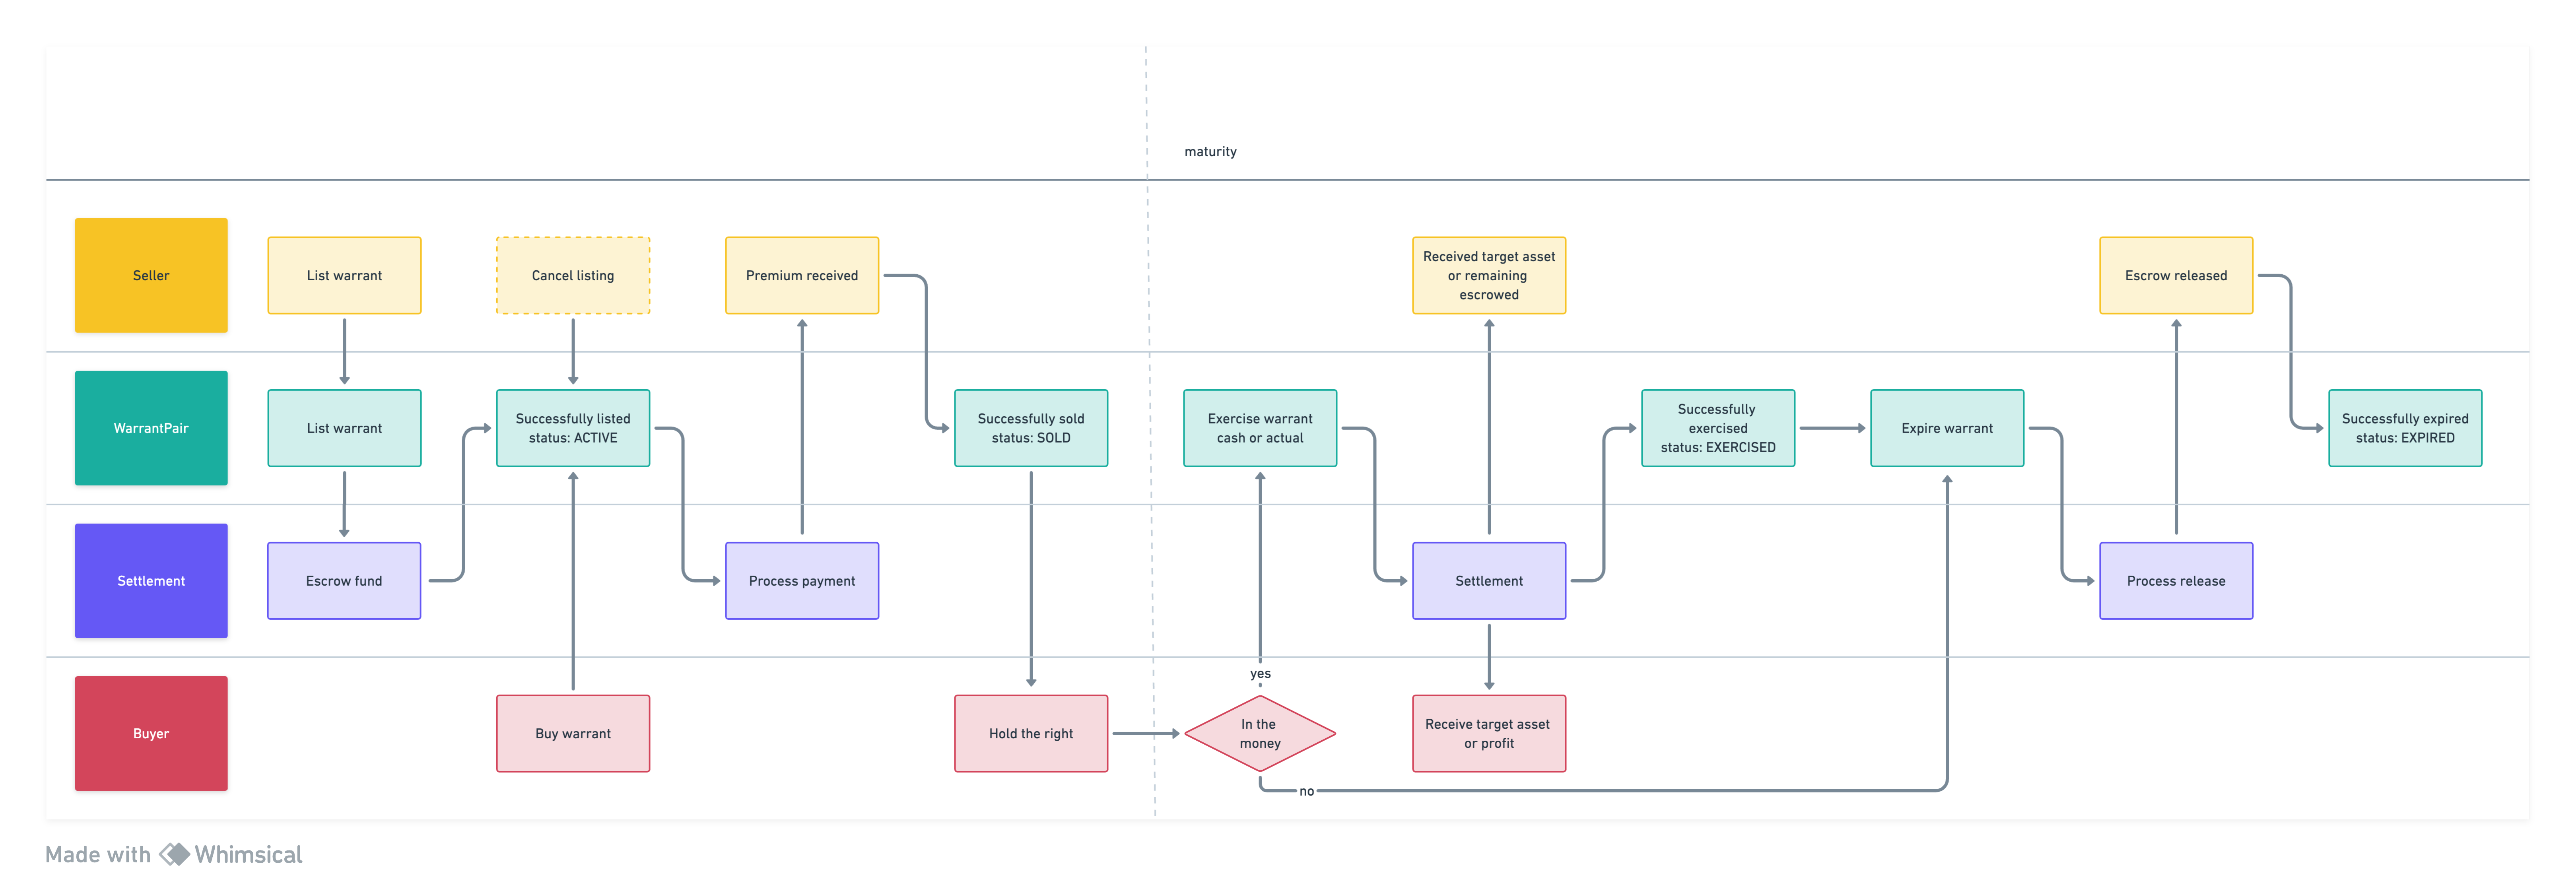 maturity
Seller
List warrant
Cancel listing
Premium received
Received target asset
or remaining
escrowed
Escrow released
WarrantPair
List warrant
Successfully listed
status: ACTIVE
Successfully sold
status: SOLD
Exercise warrant
cash or actual
Successfully
exercised
status: EXERCISED
Expire warrant
Successfully expired
status: EXPIRED
Settlement
Escrow fund
Process payment
Settlement
Process release
yes
Buyer
Buy warrant
Hold the right
In the
money
Receive target asset
or profit
no
Made with Whimsical